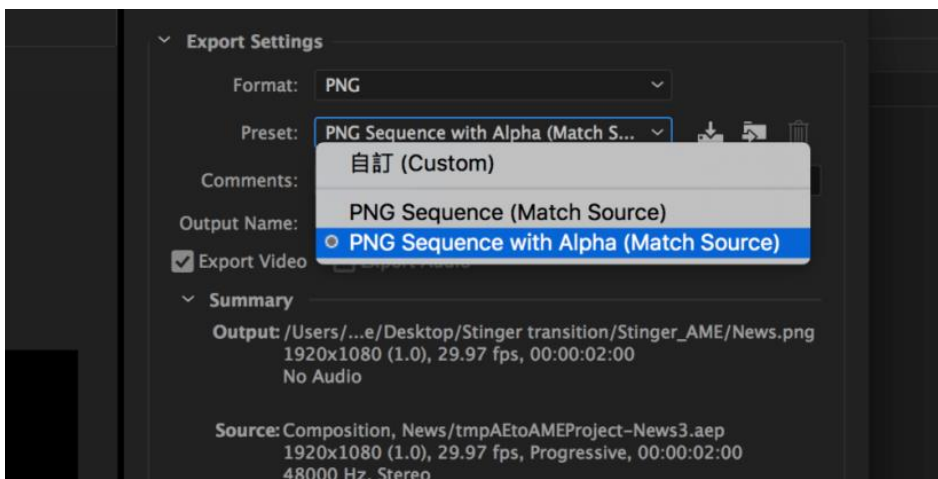 Export Settings
Format: PNG
Preset: PNG Sequence with Alpha (Match S...
自訂 (Custom)
Comments:
PNG Sequence (Match Source)
Output Name:
PNG Sequence with Alpha (Match Source)
Export Video Export Audio
Summary
Output: /Users/...e/Desktop/Stinger transition/Stinger_AME/News.png
1920x1080 (1.0), 29.97 fps, 00:00:02:00
No Audio
Source: Composition, News/tmpAEtoAMEProject-News3.aep
1920x1080 (1.0), 29.97 fps, Progressive, 00:00:02:00
48000 Hz, Stereo